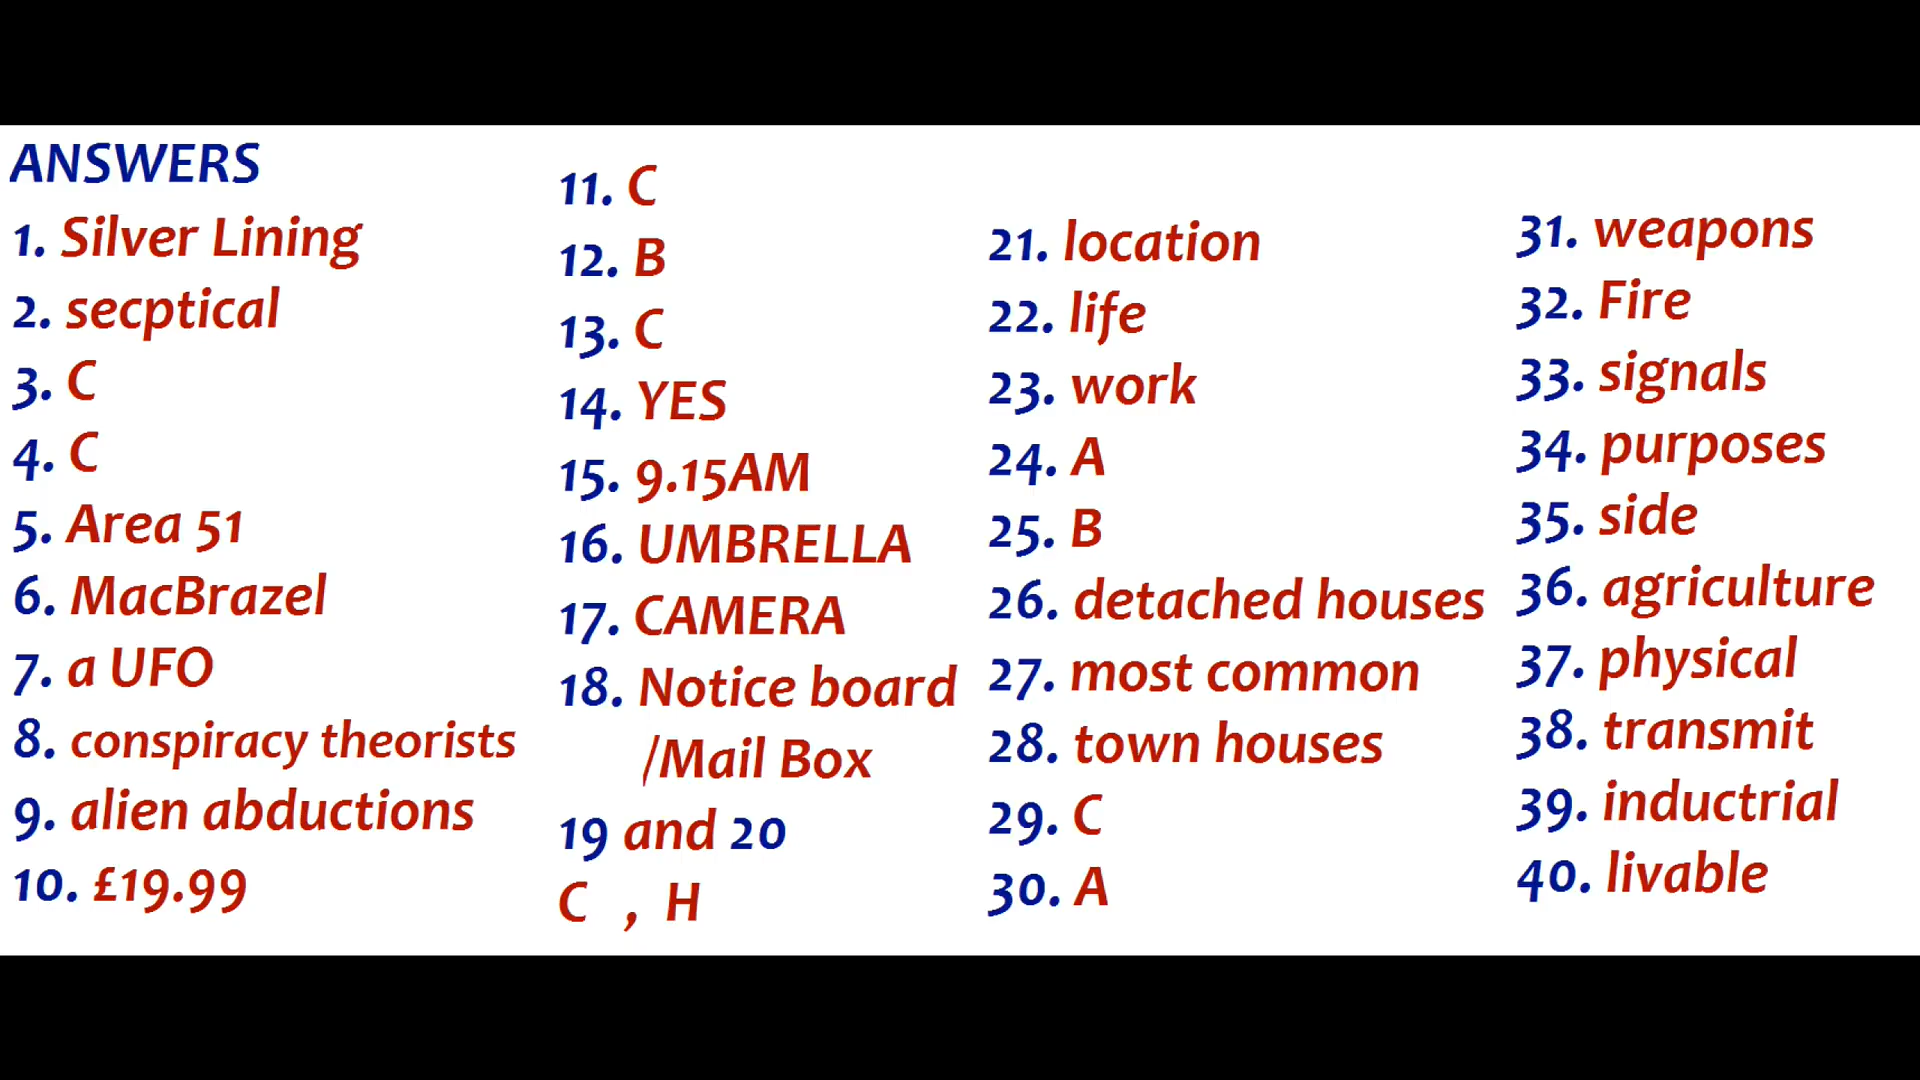 ANSWERS
1. Silver Lining
2. secptical
3. C
4. C
5. Area 51
6. MacBrazel
7. a UFO
8. conspiracy theorists
9. alien abductions
10. £19.99
11. C
12. B
13. C
14. YES
15. 9.15AM
16. UMBRELLA
17. CAMERA
18. Notice board
/Mail Box
19 and 20
C , H
21. location
22. life
23. work
24. A
25. B
26. detached houses
27. most common
28. town houses
29. C
30. A
31. weapons
32. Fire
33. signals
34. purposes
35. side
36. agriculture
37. physical
38. transmit
39. inductrial
40. livable